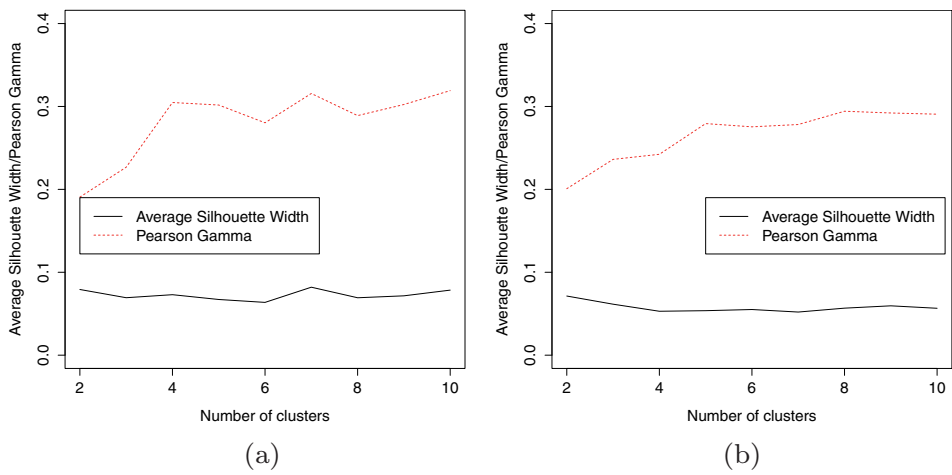 Average Silhouette Width/Pearson Gamma
0.4
0.3
0.2
0.1
0.0
Average Silhouette Width
Pearson Gamma
2 4 6 8 10
Number of clusters
(a)
Average Silhouette Width/Pearson Gamma
0.4
0.3
0.2
0.1
0.0
Average Silhouette Width
Pearson Gamma
2 4 6 8 10
Number of clusters
(b)